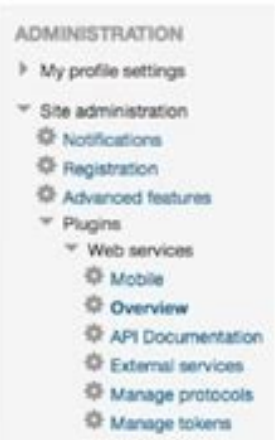 ADMINISTRATION
My profile settings
Site administration
Notifications
Registration
Advanced features
Plugins
Web services
Mobile
Overview
API Documentation
External services
Manage protocols
Manage tokens